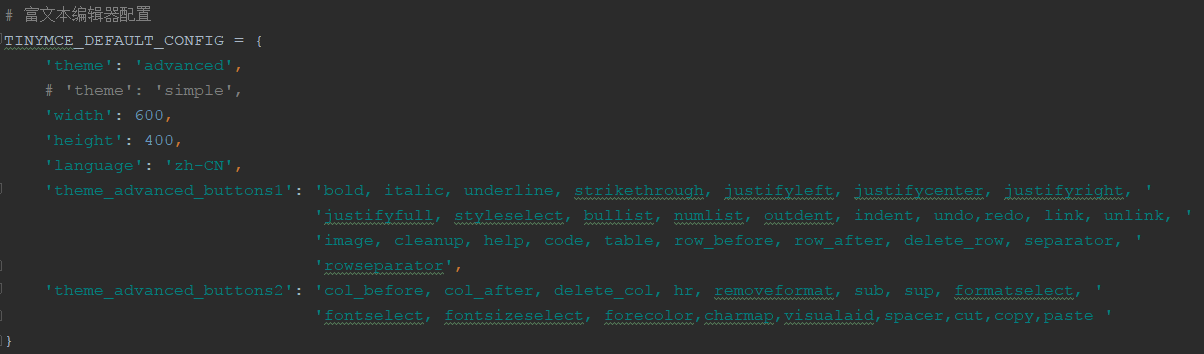 # 富文本编辑器配置
TINYMCE_DEFAULT_CONFIG = {
    'theme': 'advanced',
    # 'theme': 'simple',
    'width': 600,
    'height': 400,
    'language': 'zh-CN',
    'theme_advanced_buttons1': 'bold, italic, underline, strikethrough, justifyleft, justifycenter, justifyright, '
                               'justifyfull, styleselect, bullist, numlist, outdent, indent, undo,redo, link, unlink, '
                               'image, cleanup, help, code, table, row_before, row_after, delete_row, separator, '
                               'rowseparator',
    'theme_advanced_buttons2': 'col_before, col_after, delete_col, hr, removeformat, sub, sup, formatselect, '
                               'fontselect, fontsizeselect, forecolor,charmap,visualaid,spacer,cut,copy,paste '
}